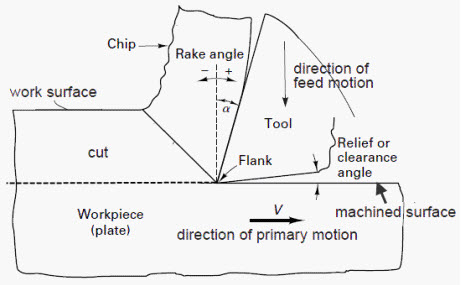 Chip
Rake angle
− +
α
work surface
direction of
feed motion
Tool
cut
Flank
Relief or
clearance
angle
Workpiece
(plate)
V
direction of primary motion
machined surface